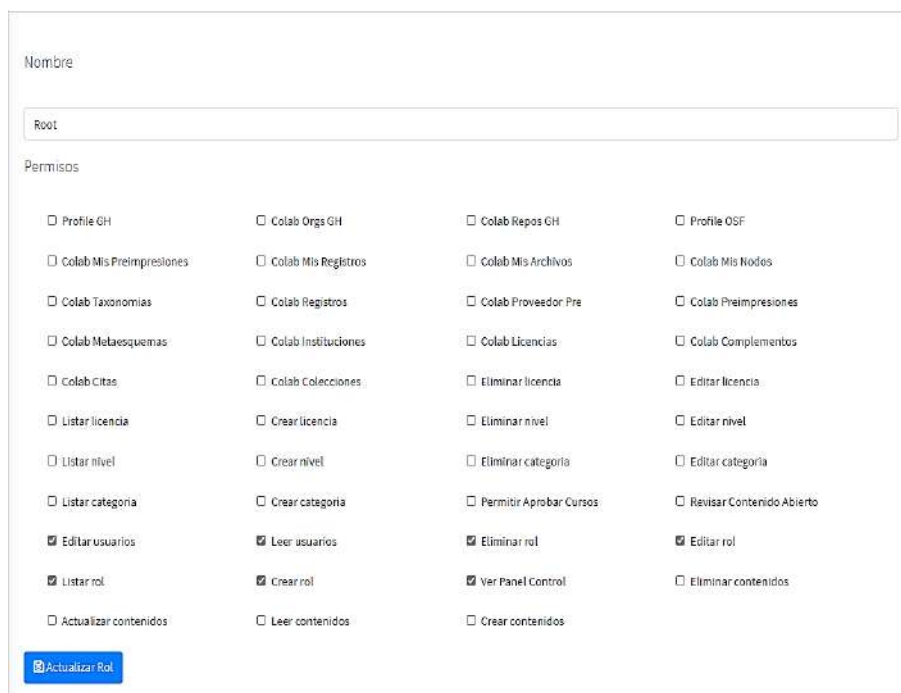 Nombre
Root
Permisos
Profile GH Colab Orgs GH Colab Repos GH Profile OSF
Colab Mis Preimpresiones Colab Mis Registros Colab Mis Archivos Colab Mis Nodos
Colab Taxonomias Colab Registros Colab Proveedor Pre Colab Preimpresiones
Colab Metaesquemas Colab Instituciones Colab Licencias Colab Complementos
Colab Citas Colab Colecciones Eliminar licencia Editar licencia
Listar licencia Crear licencia Eliminar nivel Editar nivel
Listar nivel Crear nivel Eliminar categoria Editar categoria
Listar categoria Crear categoria Permitir Aprobar Cursos Revisar Contenido Abierto
Editar usuarios Leer usuarios Eliminar rol Editar rol
Listar rol Crear rol Ver Panel Control Eliminar contenidos
Actualizar contenidos Leer contenidos Crear contenidos
Actualizar Rol